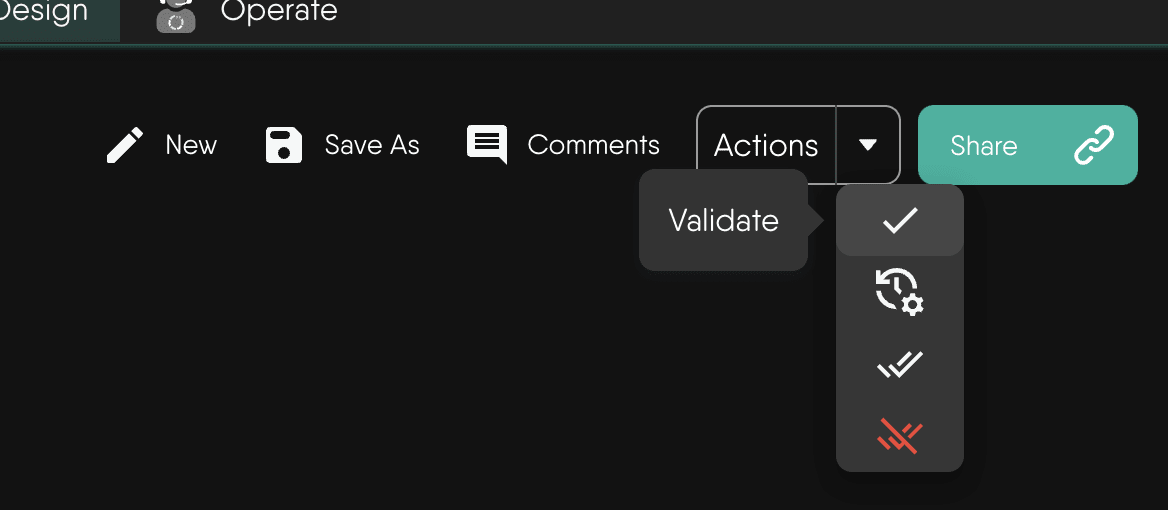 Design
Operate
New
Save As
Comments
Actions
Share
Validate